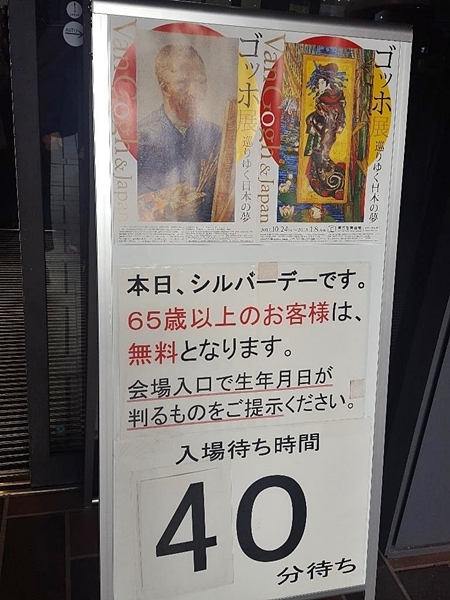 VanGogh & Japan
ゴッホ展
巡りゆく日本の夢
VanGogh & Japan
ゴッホ展
巡りゆく日本の夢
本日、シルバーデーです。
65歳以上のお客様は、
無料となります。
会場入口で生年月日が
判るものをご提示ください。
入場待ち時間
40
分待ち